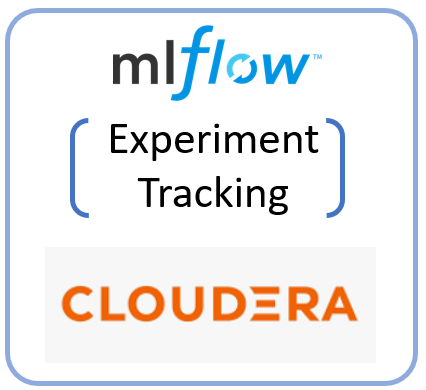 mlflow™
Experiment
Tracking
CLOUDERA